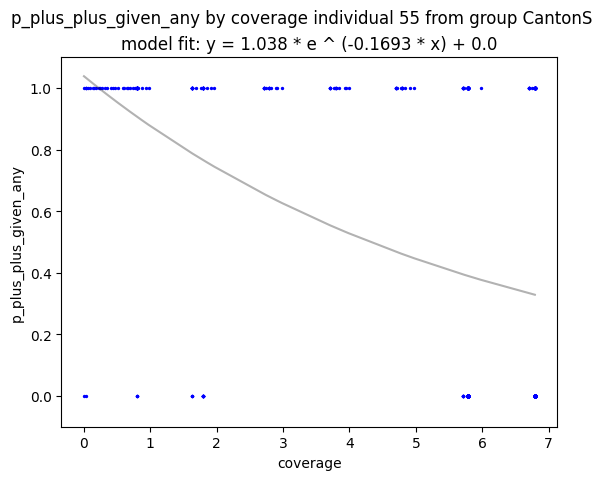 p_plus_plus_given_any by coverage individual 55 from group CantonS
model fit: y = 1.038 * e ^ (-0.1693 * x) + 0.0
1.0
0.8
0.6
0.4
0.2
0.0
p_plus_plus_given_any
0 1 2 3 4 5 6 7
coverage